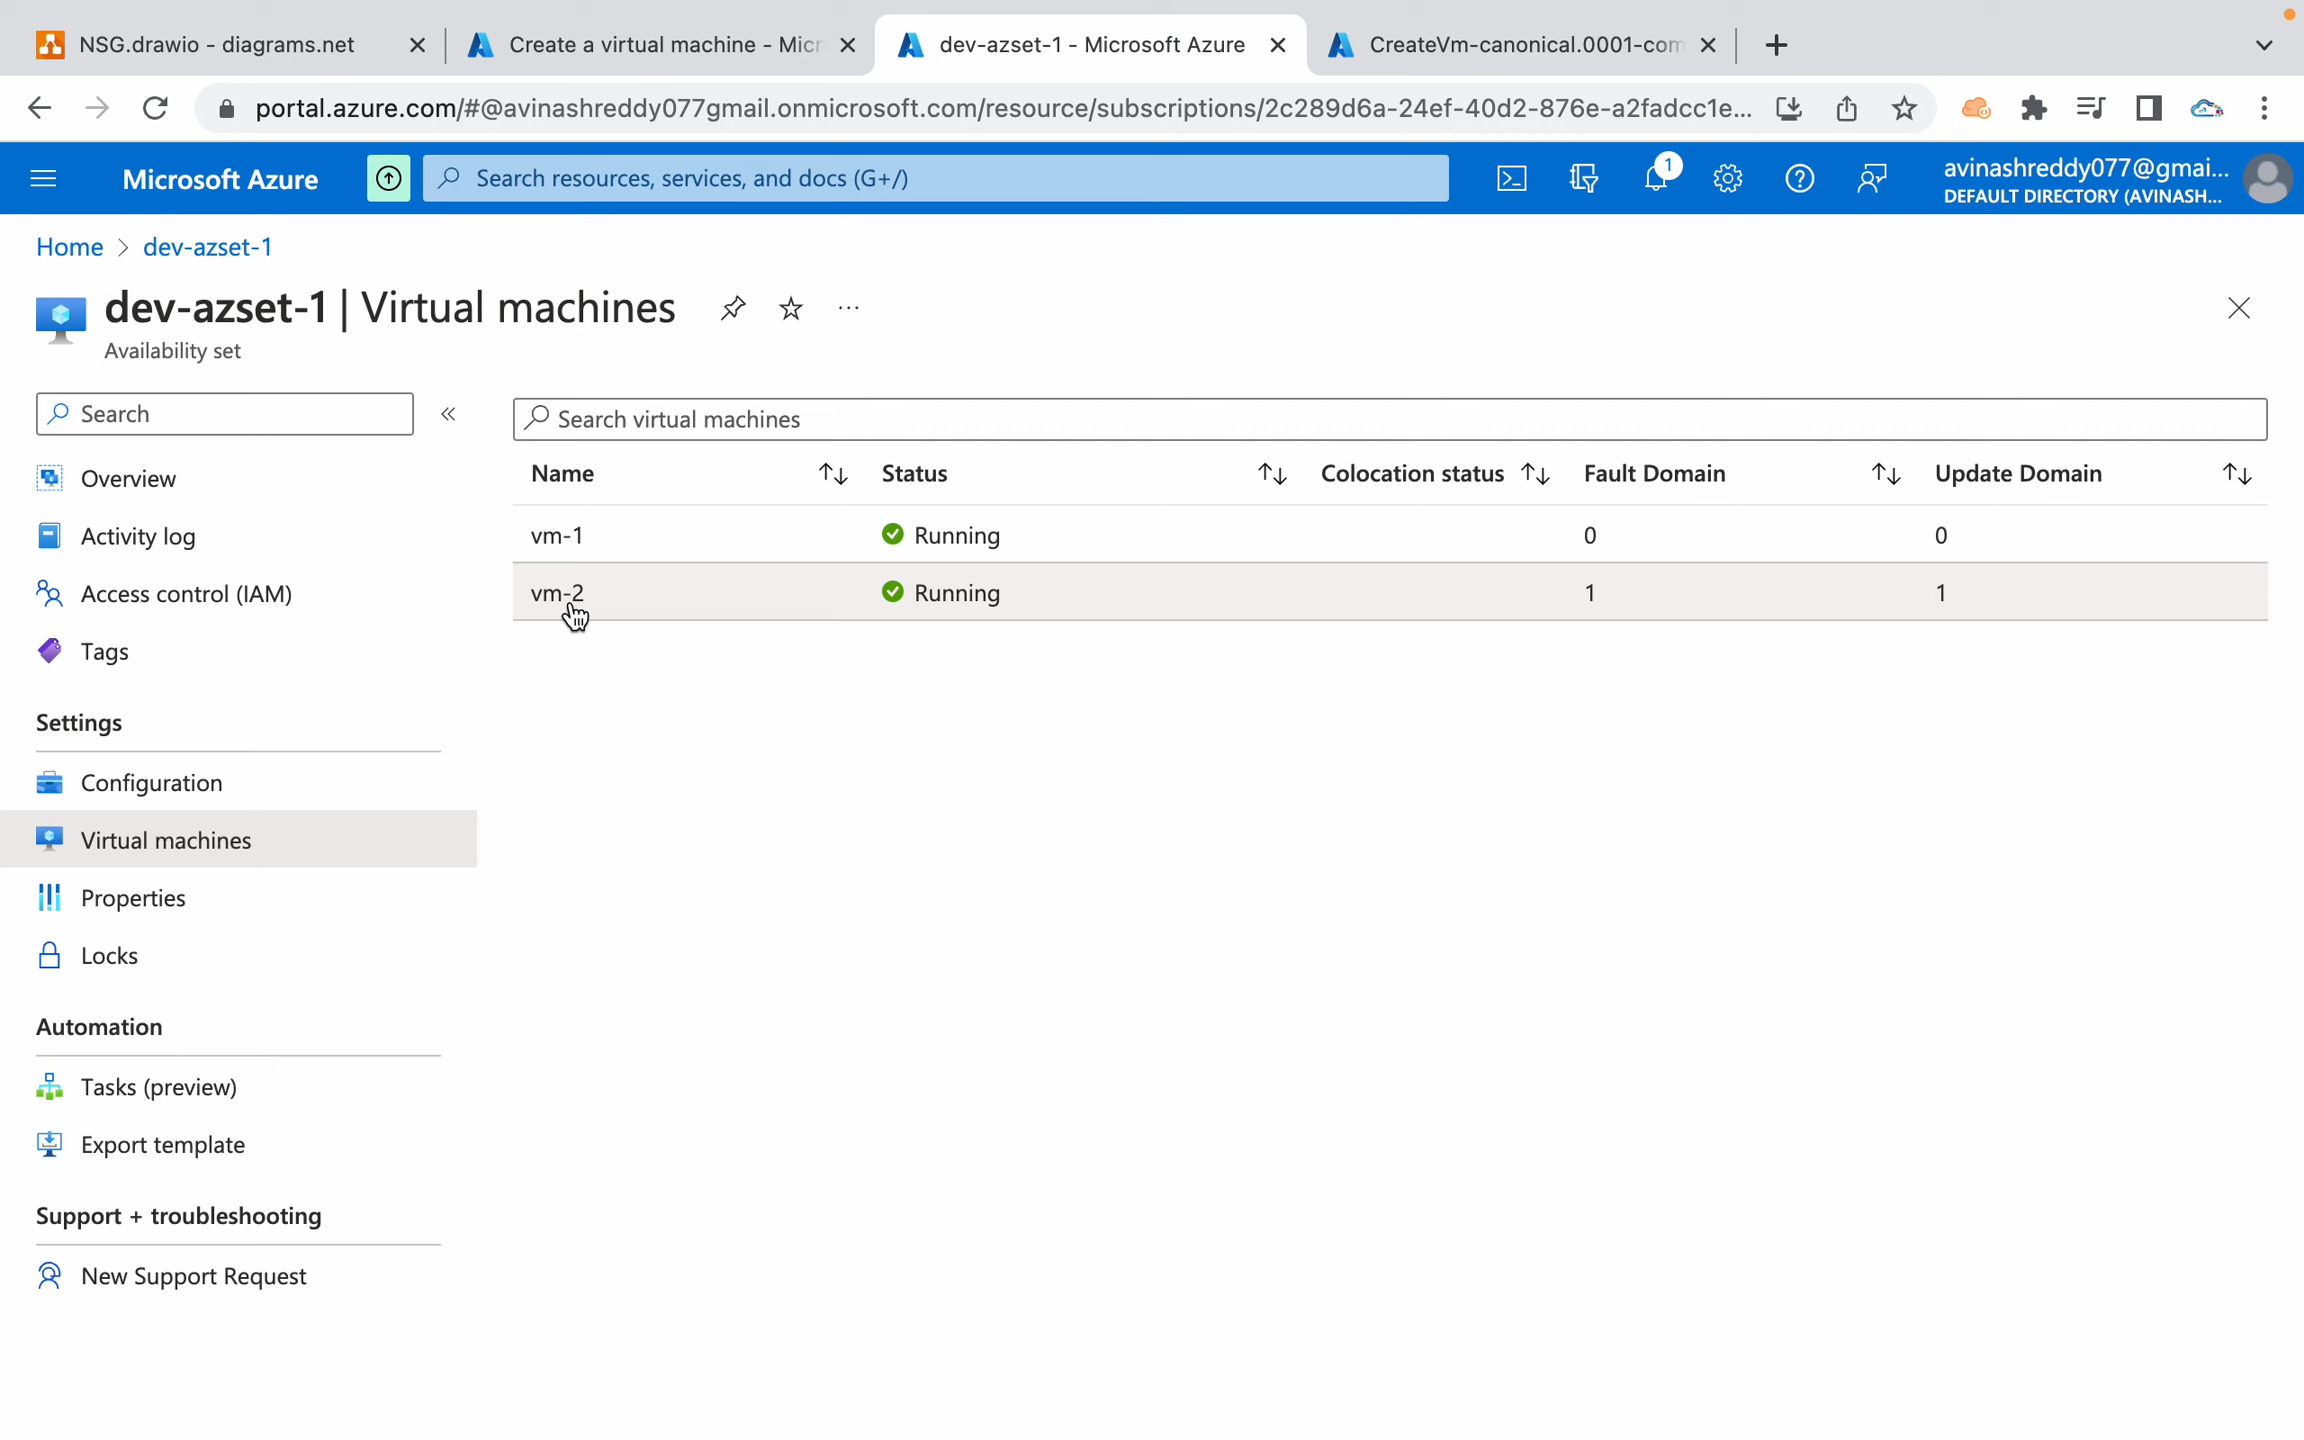 NSG.drawio - diagrams.net
Create a virtual machine - Micr
dev-azset-1 - Microsoft Azure
CreateVm-canonical.0001-com
portal.azure.com/#@avinashreddy077gmail.onmicrosoft.com/resource/subscriptions/2c289d6a-24ef-40d2-876e-a2fadcc1e...
Microsoft Azure
Search resources, services, and docs (G+/)
1
avinashreddy077@gmai...
DEFAULT DIRECTORY (AVINASH...
Home > dev-azset-1
dev-azset-1 | Virtual machines
Availability set
Search
Search virtual machines
Name Status Colocation status Fault Domain Update Domain
vm-1 Running 0 0
vm-2 Running 1 1
Overview
Activity log
Access control (IAM)
Tags
Settings
Configuration
Virtual machines
Properties
Locks
Automation
Tasks (preview)
Export template
Support + troubleshooting
New Support Request